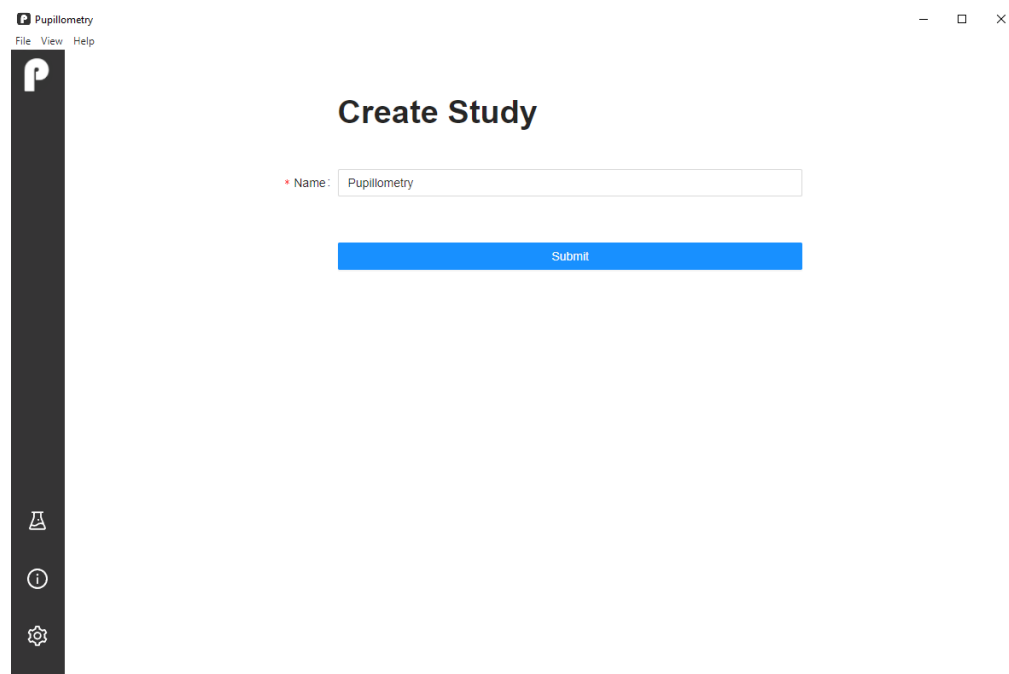 Pupillometry
File View Help
Create Study
* Name:
Pupillometry
Submit